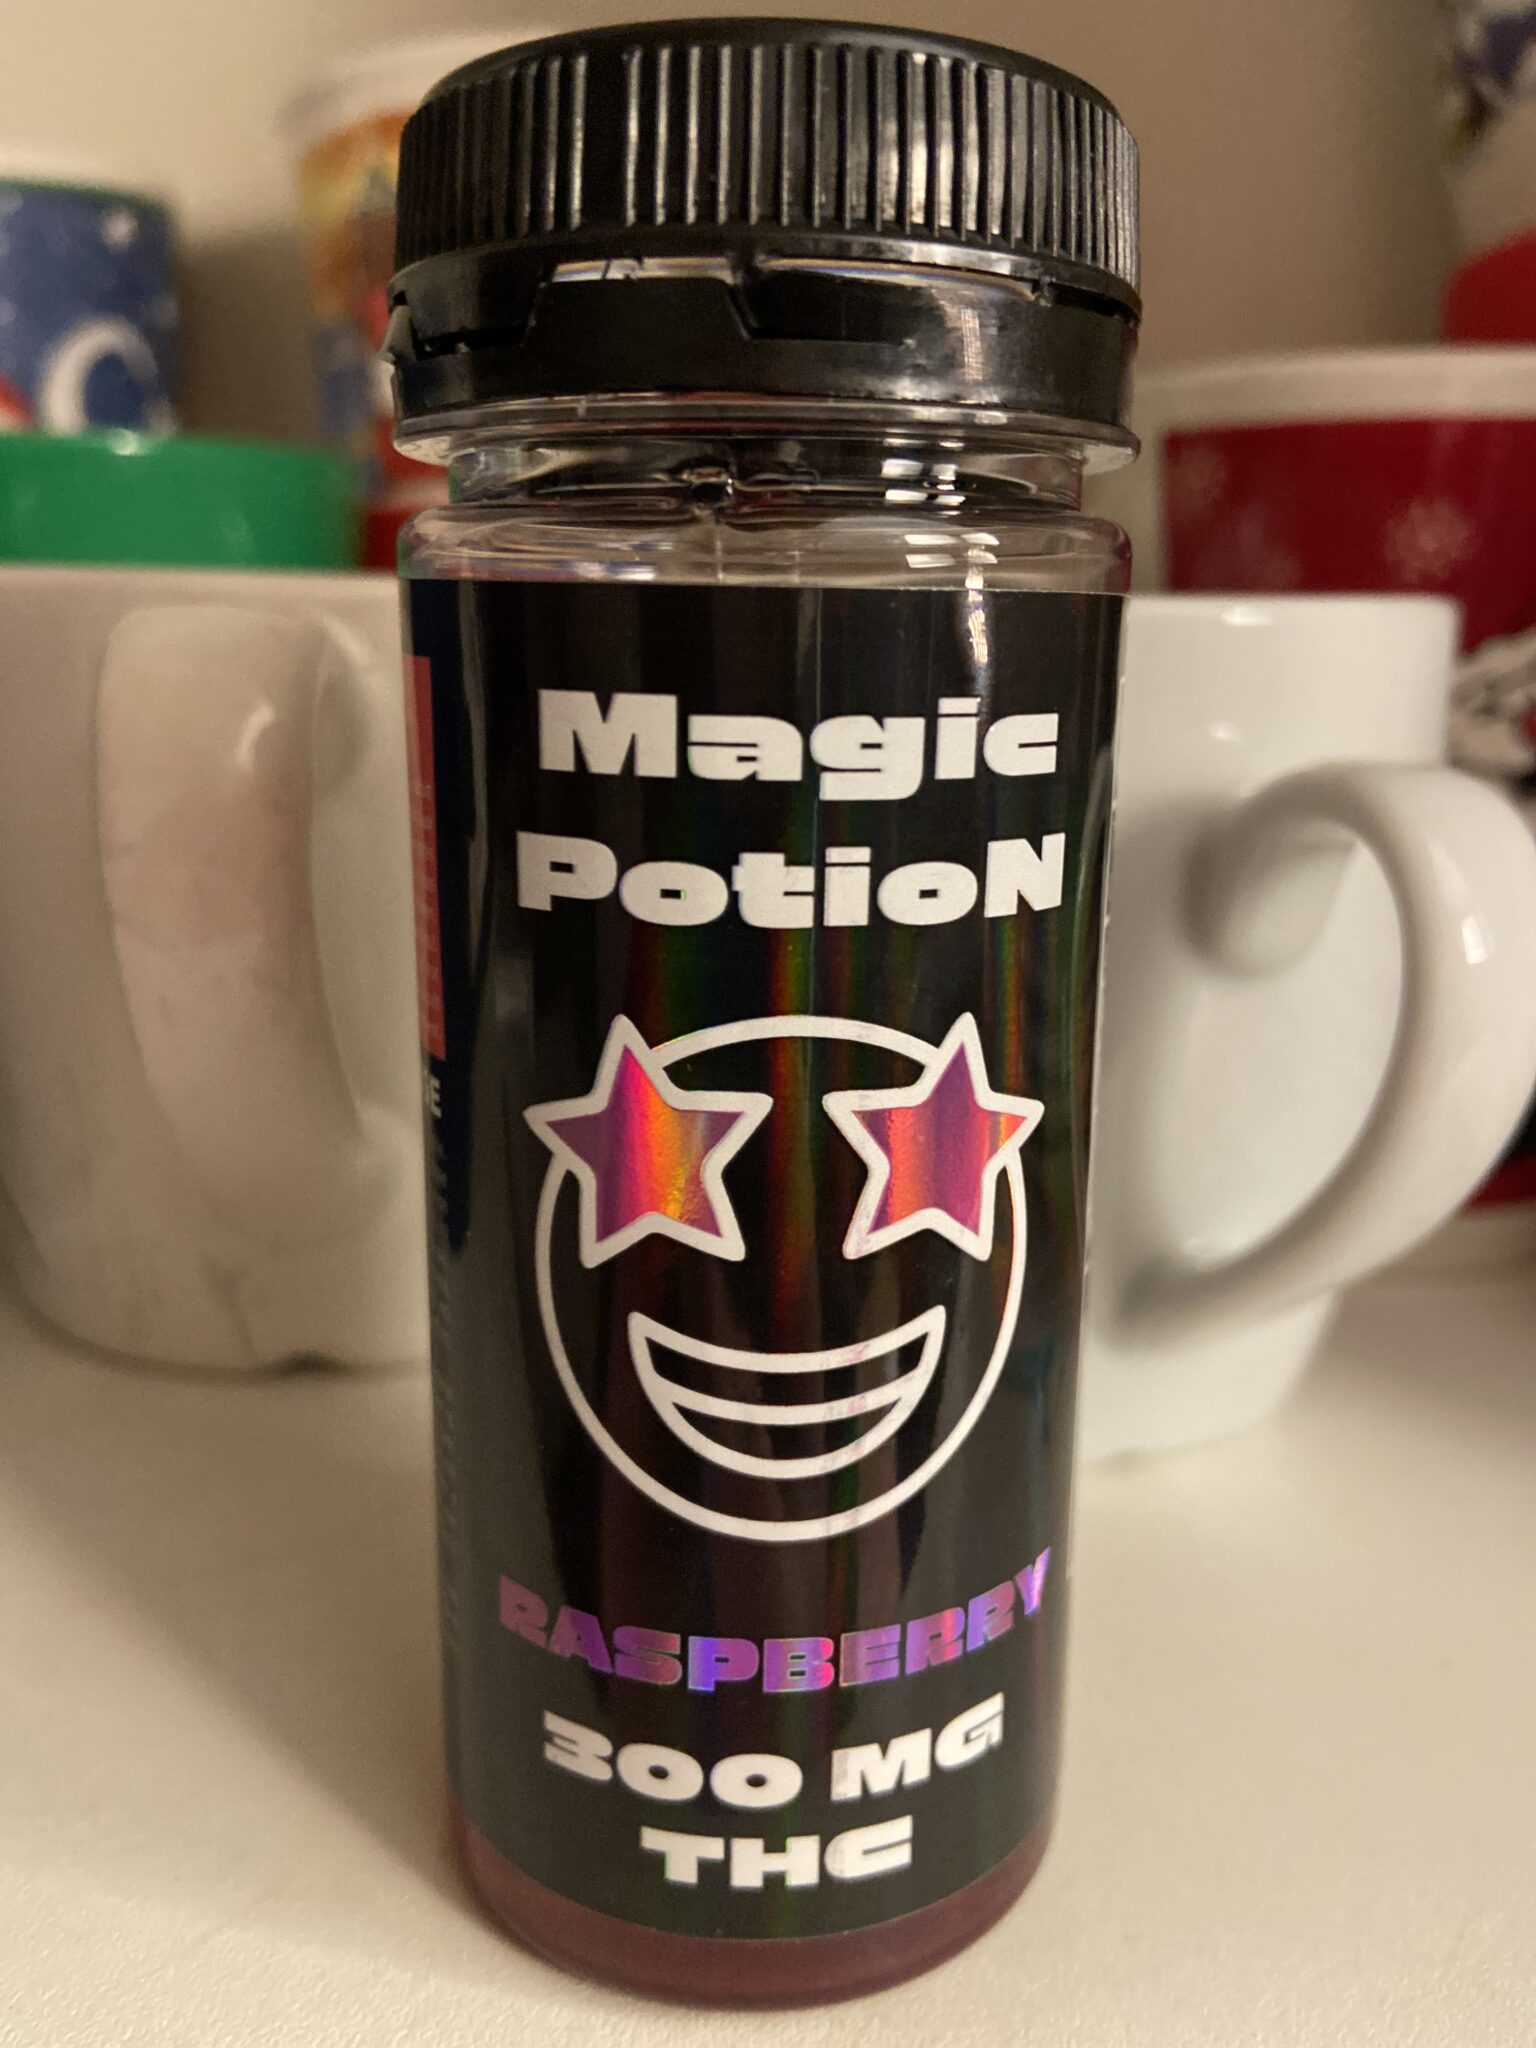 Magic
PotioN
RASPBERRY
300 MG
THC